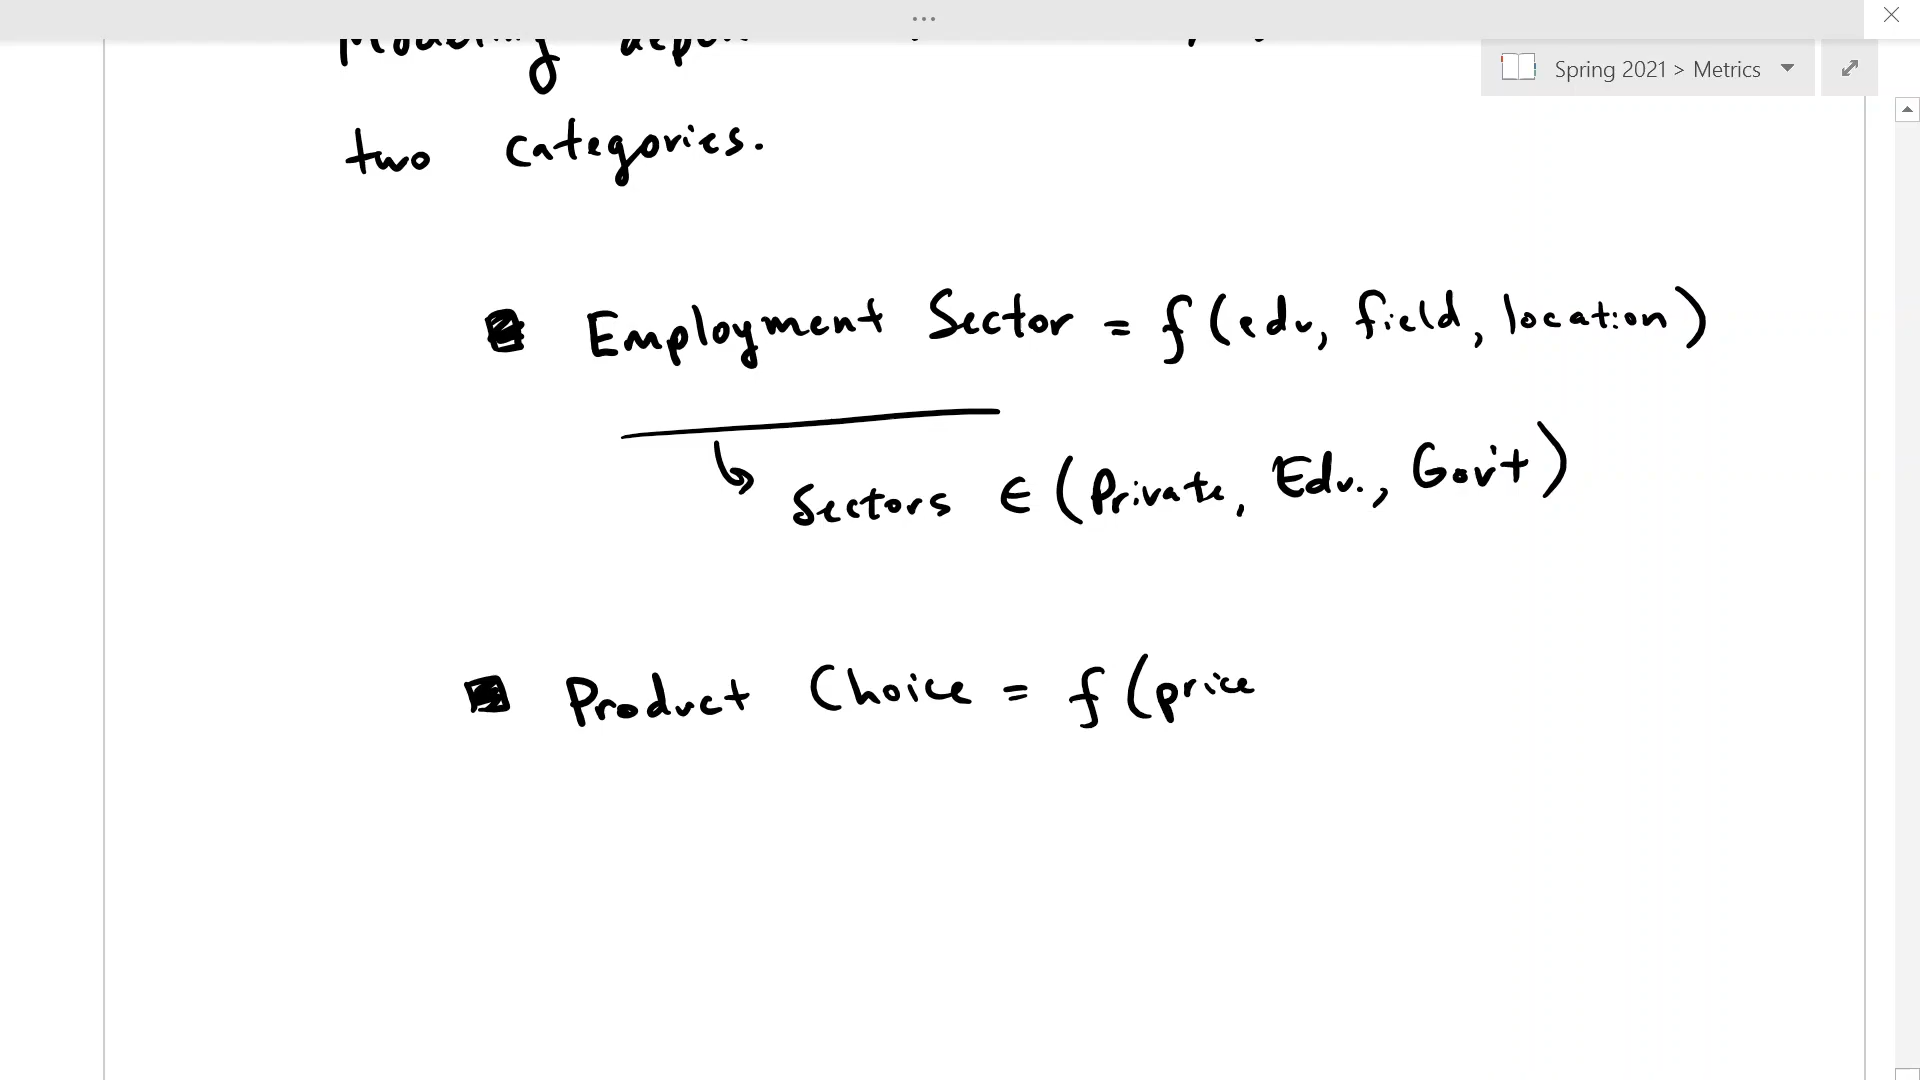 ...
Spring 2021 > Metrics
two categories.
Employment Sector = f(edu, field, location)
Sectors ∈ (Private, Edu., Gov't)
Product Choice = f(price